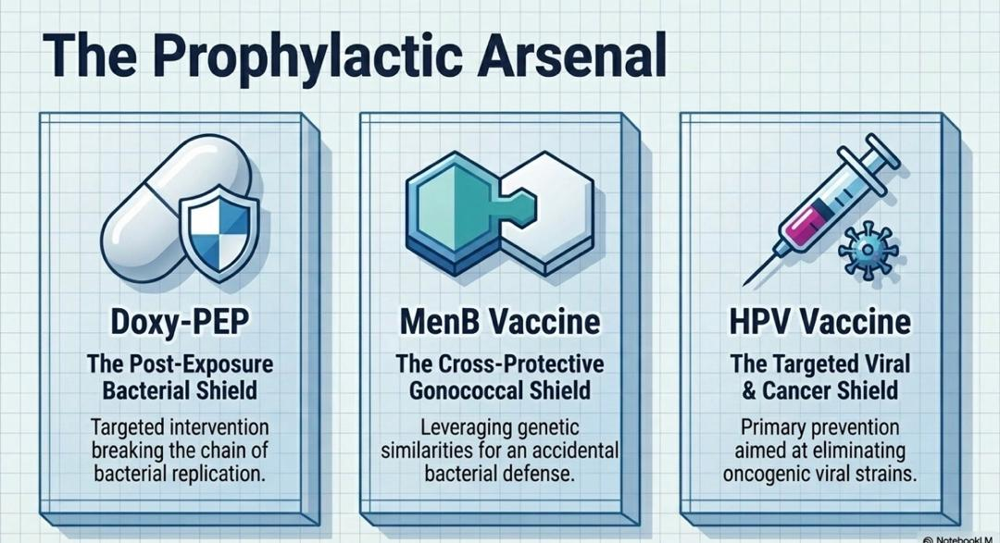 The Prophylactic Arsenal
Doxy-PEP
The Post-Exposure
Bacterial Shield
Targeted intervention
breaking the chain of
bacterial replication.
MenB Vaccine
The Cross-Protective
Gonococcal Shield
Leveraging genetic
similarities for an accidental
bacterial defense.
HPV Vaccine
The Targeted Viral
& Cancer Shield
Primary prevention
aimed at eliminating
oncogenic viral strains.
NotebookLM